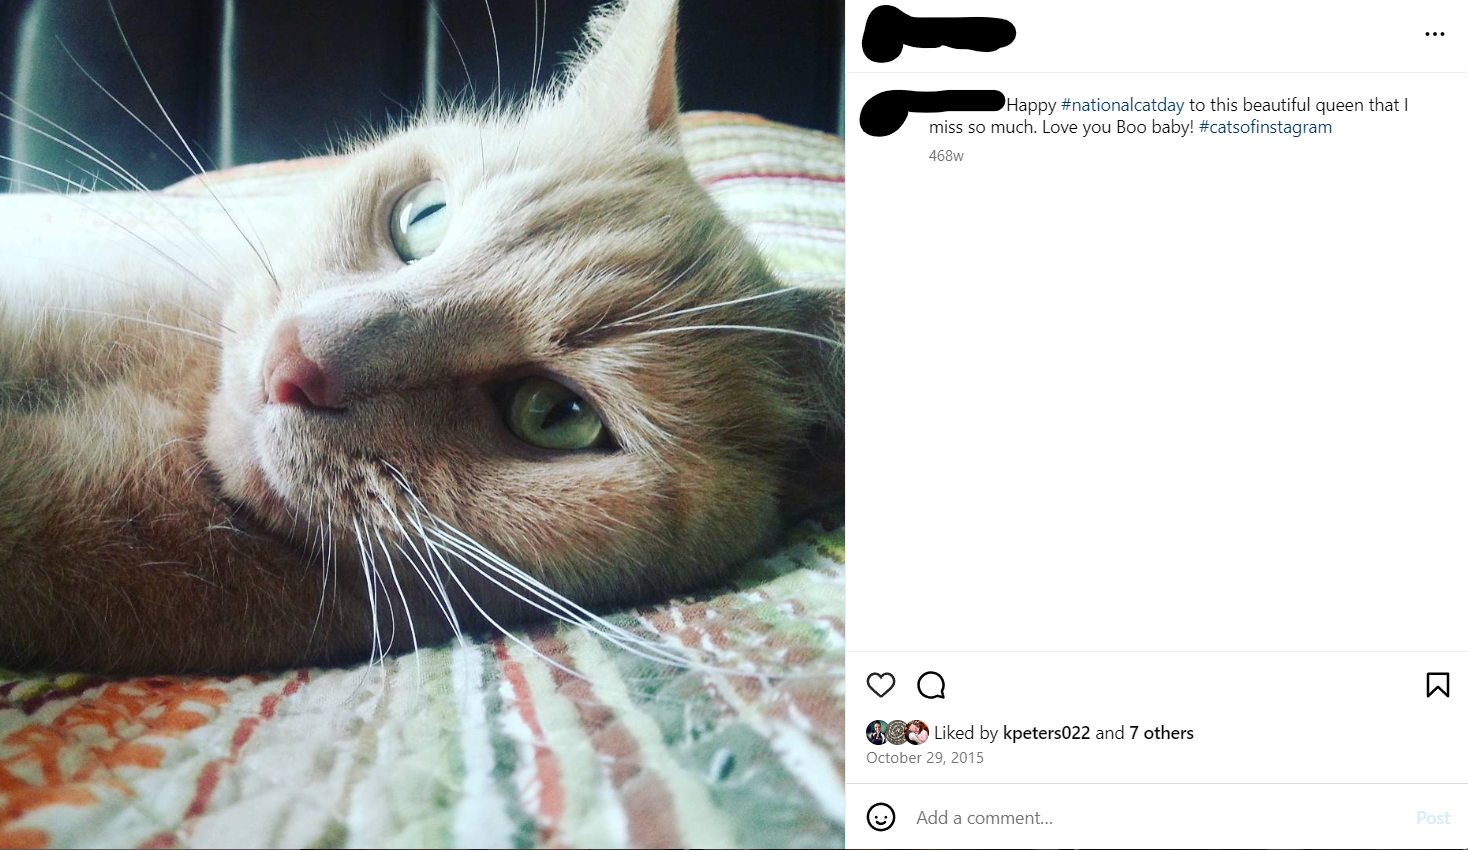 Happy #nationalcatday to this beautiful queen that I
miss so much. Love you Boo baby! #catsofinstagram
468w
Liked by kpeters022 and 7 others
October 29, 2015
Add a comment...
Post